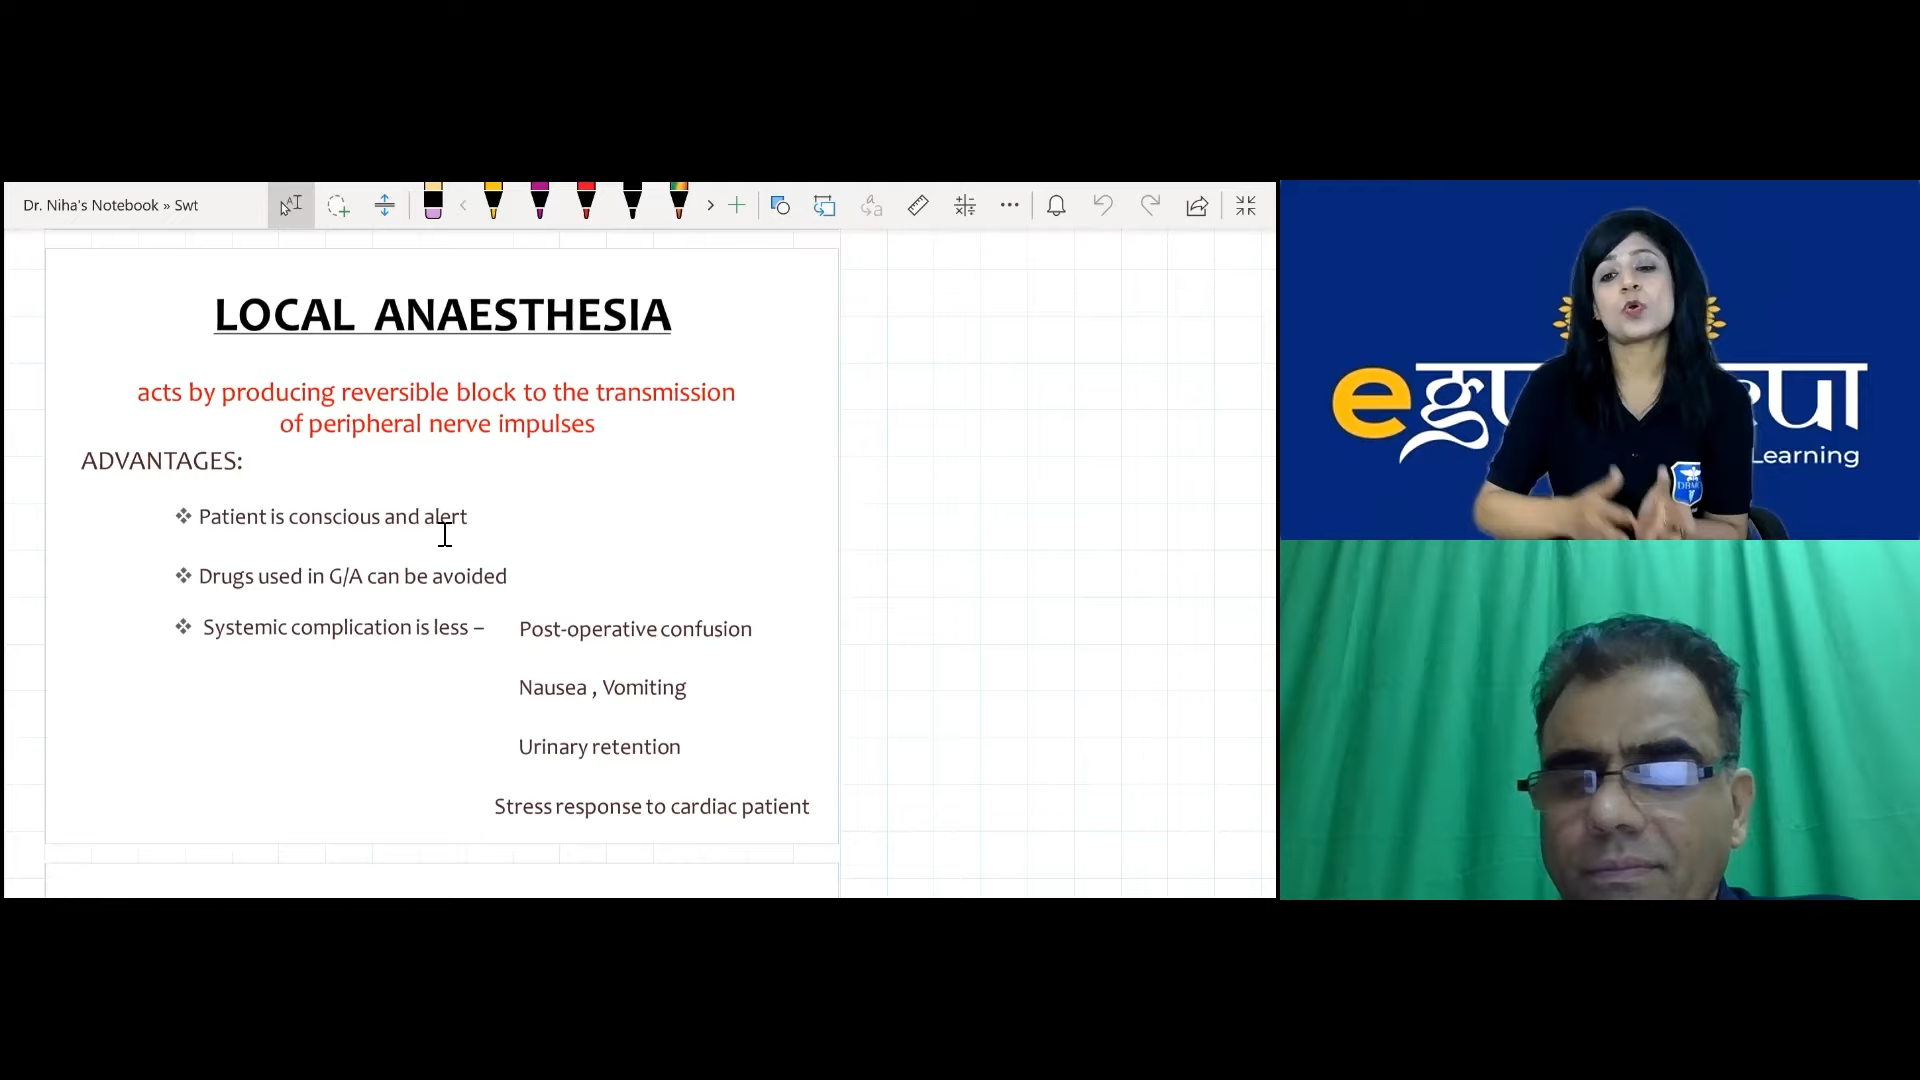 Dr. Niha's Notebook » Swt
LOCAL ANAESTHESIA
acts by producing reversible block to the transmission
of peripheral nerve impulses
ADVANTAGES:
❖ Patient is conscious and alert
❖ Drugs used in G/A can be avoided
❖ Systemic complication is less – Post-operative confusion
Nausea , Vomiting
Urinary retention
Stress response to cardiac patient
Learning